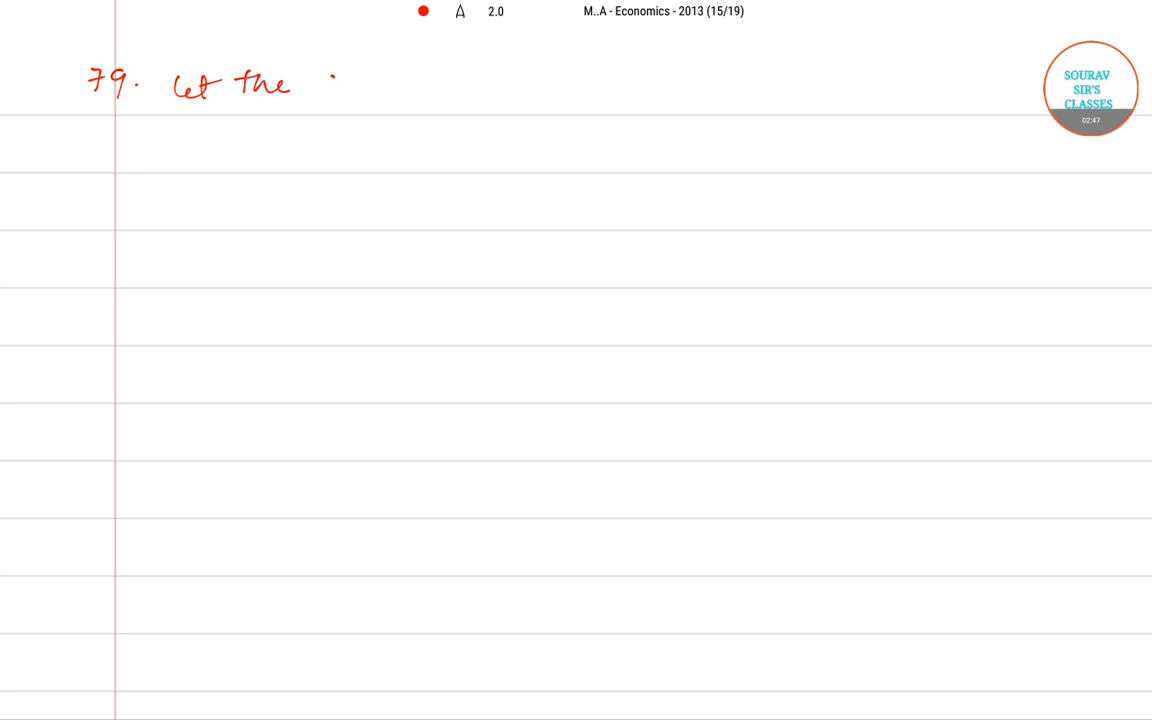 A 2.0 M..A - Economics - 2013 (15/19)
SOURAV
SIR'S
CLASSES
02:47
79. Let the